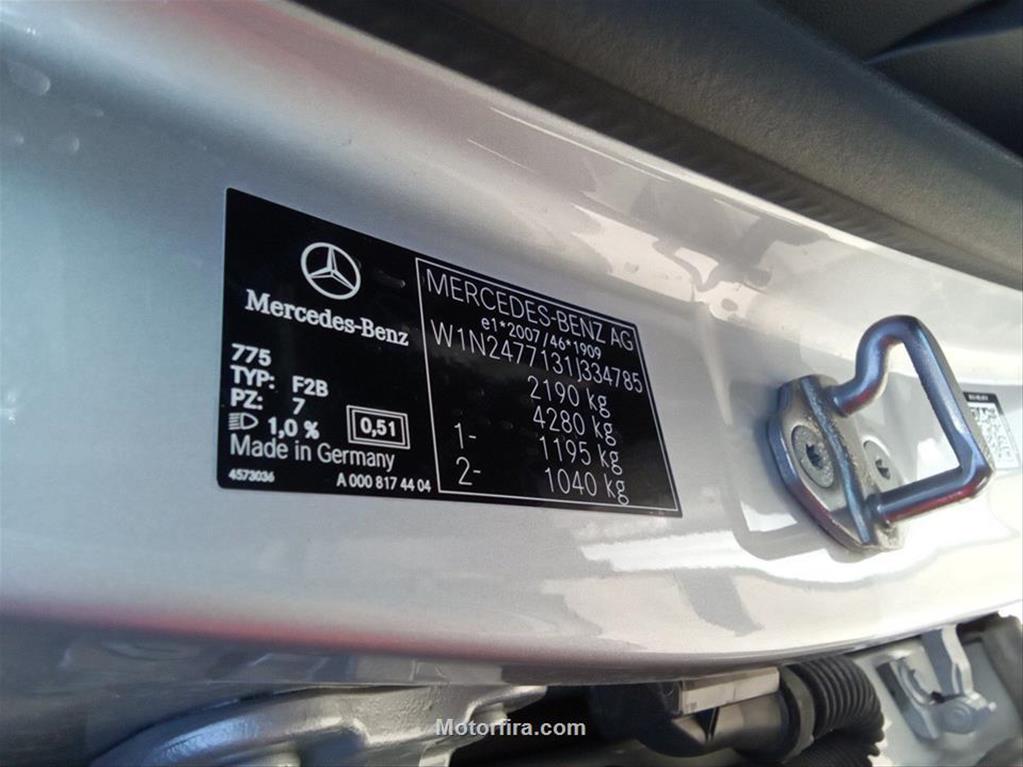 Mercedes-Benz
775
TYP: F2B
PZ: 7
1,0 %
0,51
Made in Germany
4573036
A 000 817 44 04
MERCEDES-BENZ AG
e1*2007/46*1909
W1N2477131J334785
2190 kg
4280 kg
1- 1195 kg
2- 1040 kg
Motorfira.com